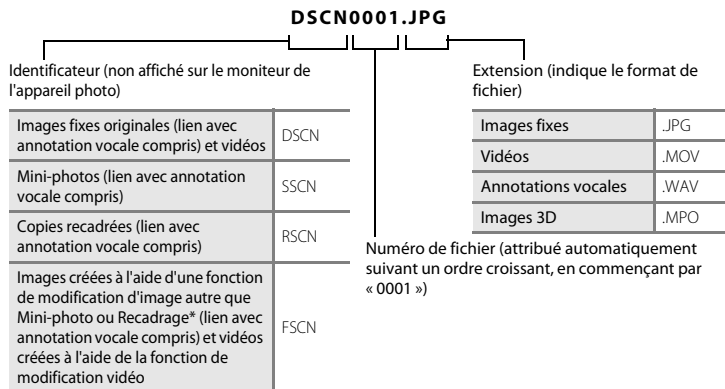 DSCN0001.JPG
Identificateur (non affiché sur le moniteur de
l'appareil photo)
Images fixes originales (lien avec
annotation vocale compris) et vidéos
DSCN
Mini-photos (lien avec annotation
vocale compris)
SSCN
Copies recadrées (lien avec
annotation vocale compris)
RSCN
Images créées à l'aide d'une fonction
de modification d'image autre que
Mini-photo ou Recadrage* (lien avec
annotation vocale compris) et vidéos
créées à l'aide de la fonction de
modification vidéo
FSCN
Extension (indique le format de
fichier)
Images fixes .JPG
Vidéos .MOV
Annotations vocales .WAV
Images 3D .MPO
Numéro de fichier (attribué automatiquement
suivant un ordre croissant, en commençant par
« 0001 »)